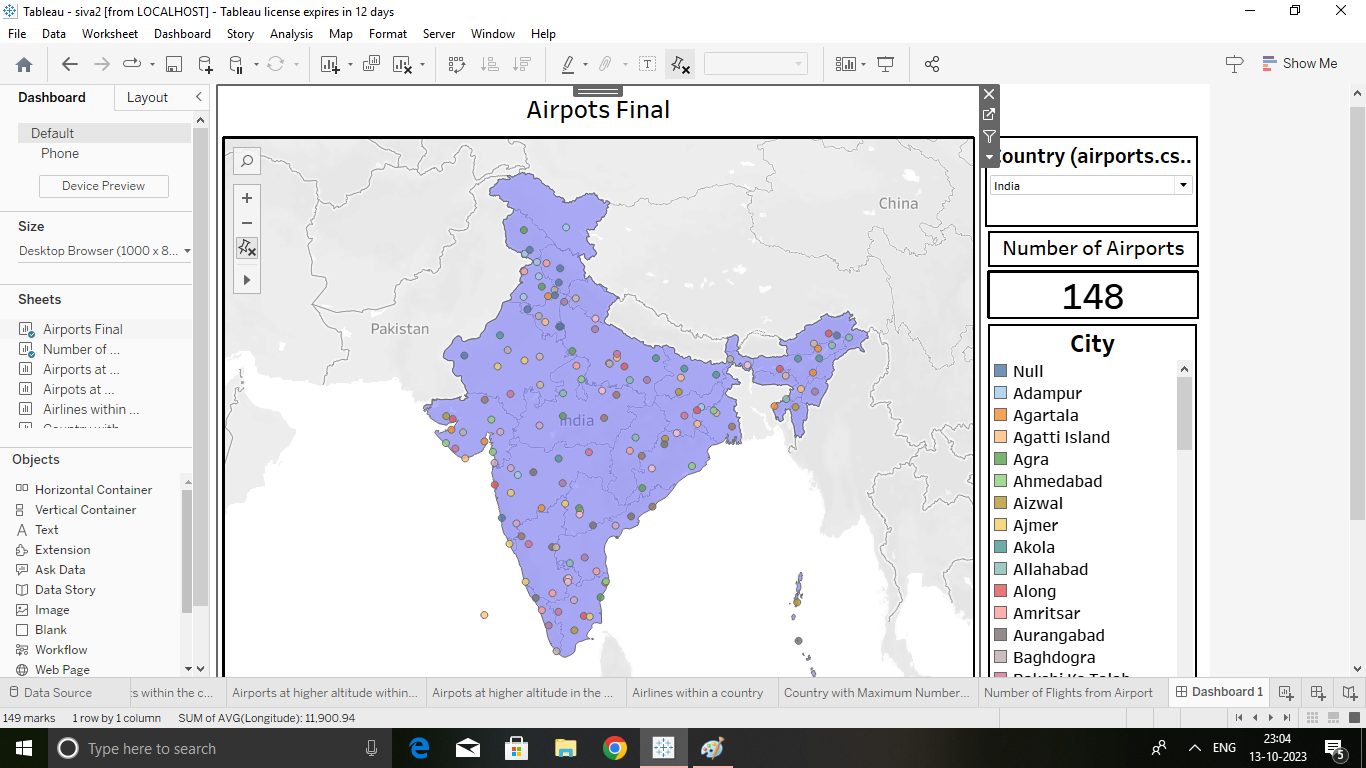 Tableau - siva2 [from LOCALHOST] - Tableau license expires in 12 days
File Data Worksheet Dashboard Story Analysis Map Format Server Window Help
Show Me
Dashboard
Layout
Default
Phone
Device Preview
Size
Desktop Browser (1000 x 8...
Sheets
Airports Final
Number of ...
Airports at ...
Airpots at ...
Airlines within ...
Country with
Objects
Horizontal Container
Vertical Container
Text
Extension
Ask Data
Data Story
Image
Blank
Workflow
Web Page
Airpots Final
China
Pakistan
India
ountry (airports.cs..
India
Number of Airports
148
City
Null
Adampur
Agartala
Agatti Island
Agra
Ahmedabad
Aizwal
Ajmer
Akola
Allahabad
Along
Amritsar
Aurangabad
Baghdogra
Bakshi Ka Talab
Data Source
ts within the c...
Airports at higher altitude within...
Airpots at higher altitude in the ...
Airlines within a country
Country with Maximum Number...
Number of Flights from Airport
Dashboard 1
149 marks 1 row by 1 column SUM of AVG(Longitude): 11,900.94
Type here to search
ENG
23:04
13-10-2023
5